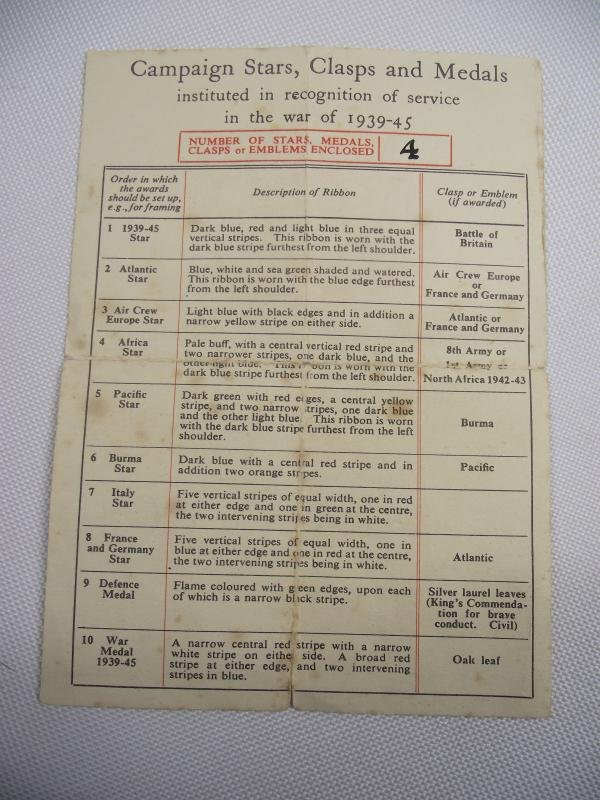 Campaign Stars, Clasps and Medals
instituted in recognition of service
in the war of 1939-45
NUMBER OF STARS, MEDALS,
CLASPS or EMBLEMS ENCLOSED
4
Order in which
the awards
should be set up,
e.g., for framing
Description of Ribbon
Clasp or Emblem
(if awarded)
1 1939-45
Star
Dark blue, red and light blue in three equal
vertical stripes. This ribbon is worn with the
dark blue stripe furthest from the left shoulder.
Battle of
Britain
2 Atlantic
Star
Blue, white and sea green shaded and watered.
This ribbon is worn with the blue edge furthest
from the left shoulder.
Air Crew Europe
or
France and Germany
3 Air Crew
Europe Star
Light blue with black edges and in addition a
narrow yellow stripe on either side.
Atlantic or
France and Germany
4 Africa
Star
Pale buff, with a central vertical red stripe and
two narrower stripes, one dark blue, and the
other light blue. This ribbon is worn with the
dark blue stripe furthest from the left shoulder.
8th Army or
1st Army or
North Africa 1942-43
5 Pacific
Star
Dark green with red edges, a central yellow
stripe, and two narrow stripes, one dark blue
and the other light blue. This ribbon is worn
with the dark blue stripe furthest from the left
shoulder.
Burma
6 Burma
Star
Dark blue with a central red stripe and in
addition two orange stripes.
Pacific
7 Italy
Star
Five vertical stripes of equal width, one in red
at either edge and one in green at the centre,
the two intervening stripes being in white.
8 France
and Germany
Star
Five vertical stripes of equal width, one in
blue at either edge and one in red at the centre,
the two intervening stripes being in white.
Atlantic
9 Defence
Medal
Flame coloured with green edges, upon each
of which is a narrow black stripe.
Silver laurel leaves
(King's Commenda-
tion for brave
conduct. Civil)
10 War
Medal
1939-45
A narrow central red stripe with a narrow
white stripe on either side. A broad red
stripe at either edge, and two intervening
stripes in blue.
Oak leaf